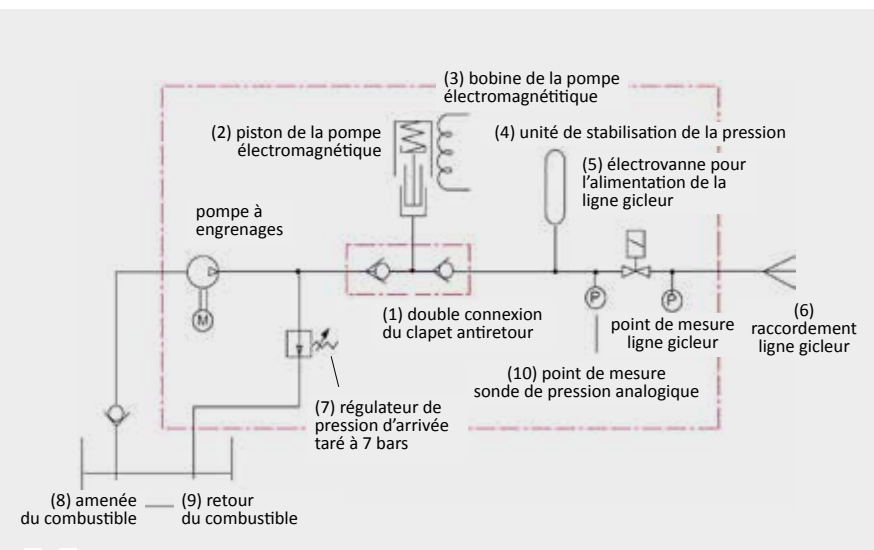 (3) bobine de la pompe
électromagnétitique
(2) piston de la pompe
électromagnétique
(4) unité de stabilisation de la pression
(5) électrovanne pour
l'alimentation de la
ligne gicleur
pompe à
engrenages
M
(1) double connexion
du clapet antiretour
P
P
point de mesure
ligne gicleur
(6)
raccordement
ligne gicleur
(10) point de mesure
sonde de pression analogique
(7) régulateur de
pression d'arrivée
taré à 7 bars
(8) amenée
du combustible
(9) retour
du combustible